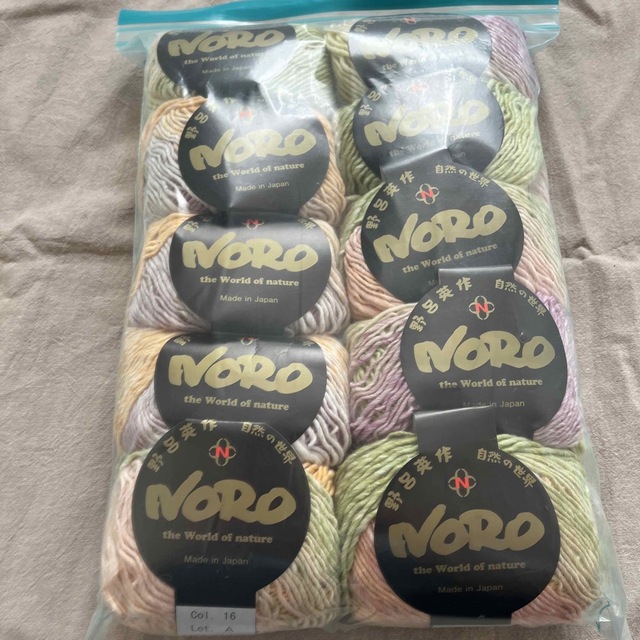 NORO
the World of nature
Made in Japan
NORO
NORO
the World of nature
Made in Japan
NORO
野呂英作 自然の世界
N
NORO
the World of nature
NORO
the World of nature
Made in Japan
野呂英作 自然の世界
N
NORO
the World of nature
Made in Japan
NORO
the World of nature
野呂英作 自然の世界
N
NORO
the World of nature
Made in Japan
Col. 16
Lot. A
野呂英作 自然の世界
N
NORO
the World of nature
Made in Japan